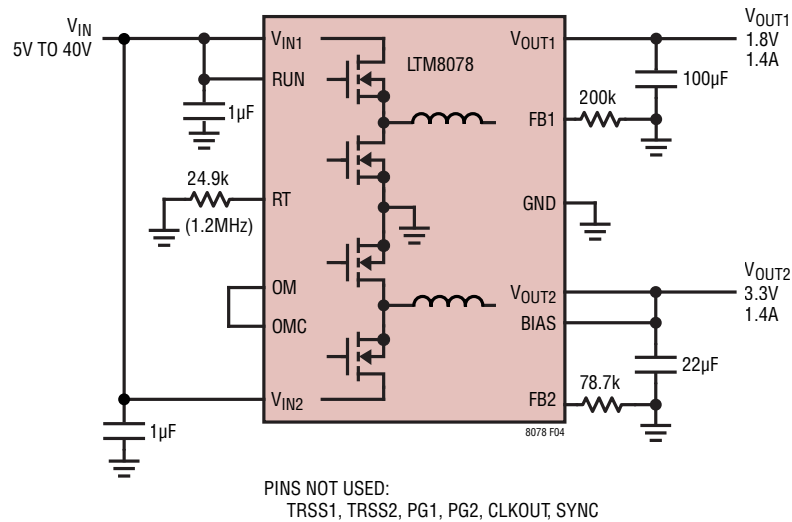 VIN
5V TO 40V
VIN1
RUN
1µF
24.9k
RT
(1.2MHz)
OM
OMC
VIN2
1µF
LTM8078
VOUT1
FB1
200k
100µF
VOUT1
1.8V
1.4A
GND
VOUT2
BIAS
FB2
78.7k
22µF
VOUT2
3.3V
1.4A
8078 F04
PINS NOT USED:
TRSS1, TRSS2, PG1, PG2, CLKOUT, SYNC